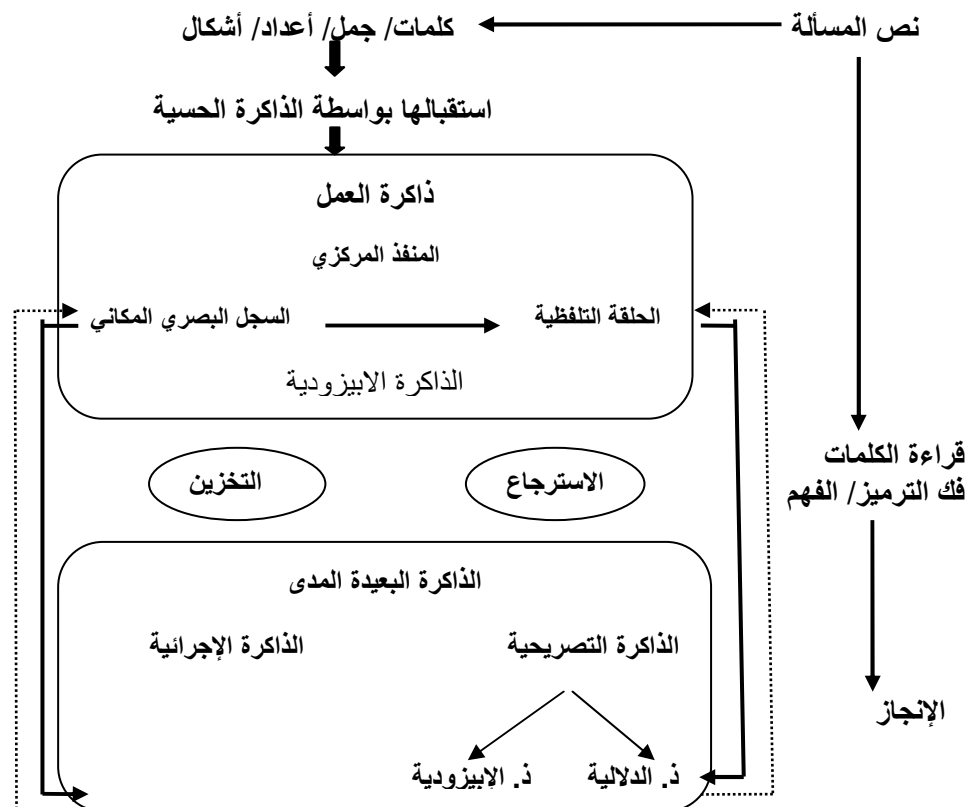 نص المسألة
كلمات/ جمل/ أعداد/ أشكال
استقبالها بواسطة الذاكرة الحسية
ذاكرة العمل
المنفذ المركزي
الحلقة التلفظية
السجل البصري المكاني
الذاكرة الابيزودية
قراءة الكلمات
فك الترميز/ الفهم
الاسترجاع
التخزين
الذاكرة البعيدة المدى
الذاكرة التصريحية
الذاكرة الإجرائية
الإنجاز
ذ. الدلالية
ذ. الإبيزودية